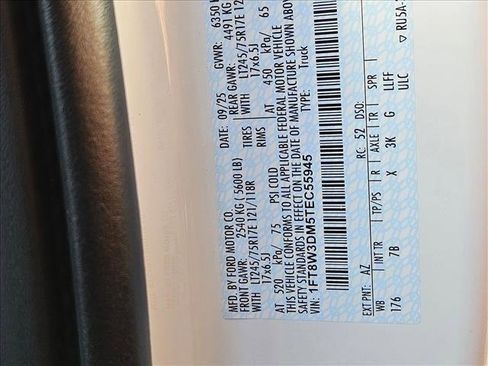 MFD. BY FORD MOTOR CO.
DATE: 09/25 GVWR: 6350
FRONT GAWR: 2540 KG ( 5600 LB) REAR GAWR: 4491 KG
WITH LT245/75R17E 121/118R TIRES WITH LT245/75R17E
17x6.5J RIMS 17x6.5J
AT 520 kPa/ 75 PSI COLD AT 450 kPa/ 65
THIS VEHICLE CONFORMS TO ALL APPLICABLE FEDERAL MOTOR VEHICLE
SAFETY STANDARDS IN EFFECT ON THE DATE OF MANUFACTURE SHOWN ABOVE
VIN: 1FT8W3DM5TEC55945 TYPE: Truck
EXT PNT: AZ RC: 52 DSO:
WB INT TR TP/PS R AXLE TR SPR
176 7B X 3K G LLFF
ULC
▽ RU5A-